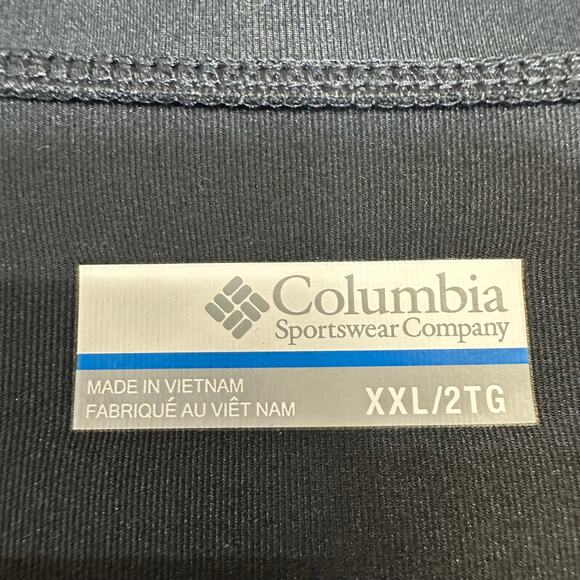 Columbia
Sportswear Company
MADE IN VIETNAM
FABRIQUÉ AU VIÊT NAM
XXL/2TG